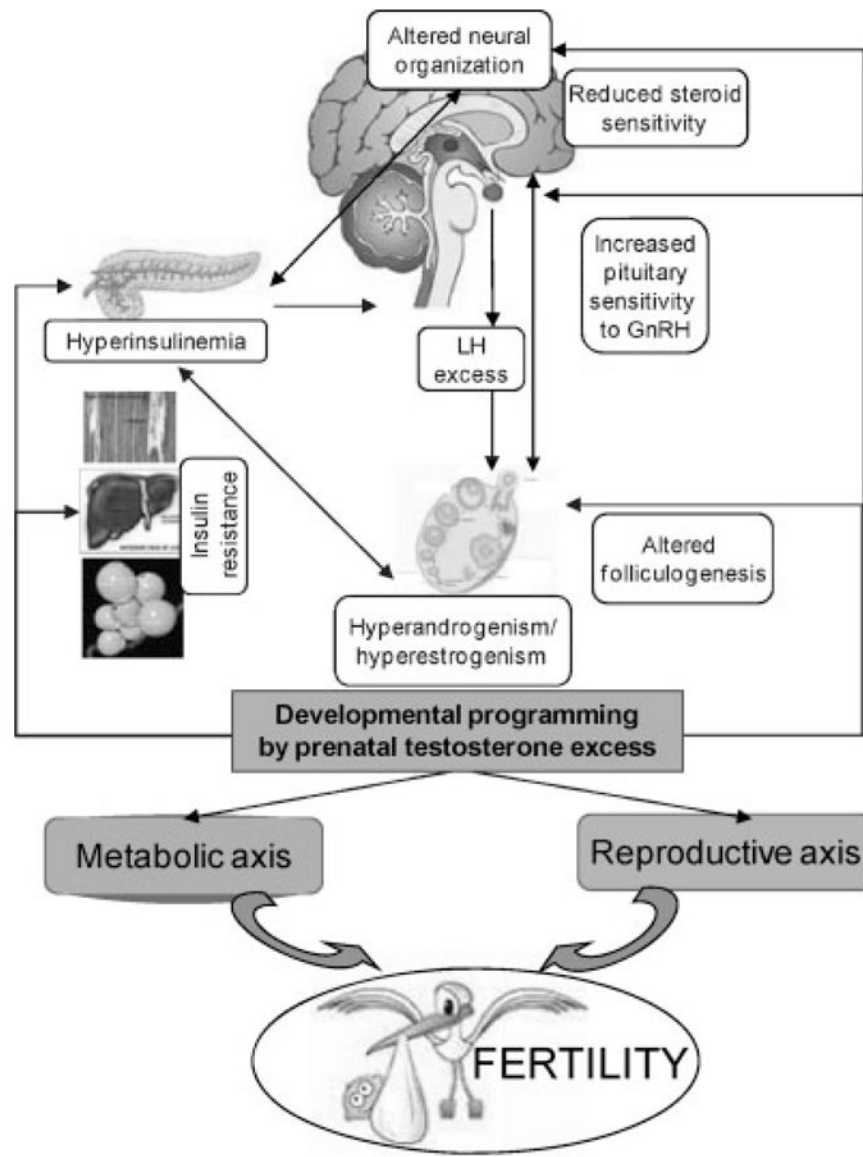 Altered neural
organization
Reduced steroid
sensitivity
Increased
pituitary
sensitivity
to GnRH
Hyperinsulinemia
LH
excess
Insulin
resistance
Altered
folliculogenesis
Hyperandrogenism/
hyperestrogenism
Developmental programming
by prenatal testosterone excess
Metabolic axis
Reproductive axis
FERTILITY